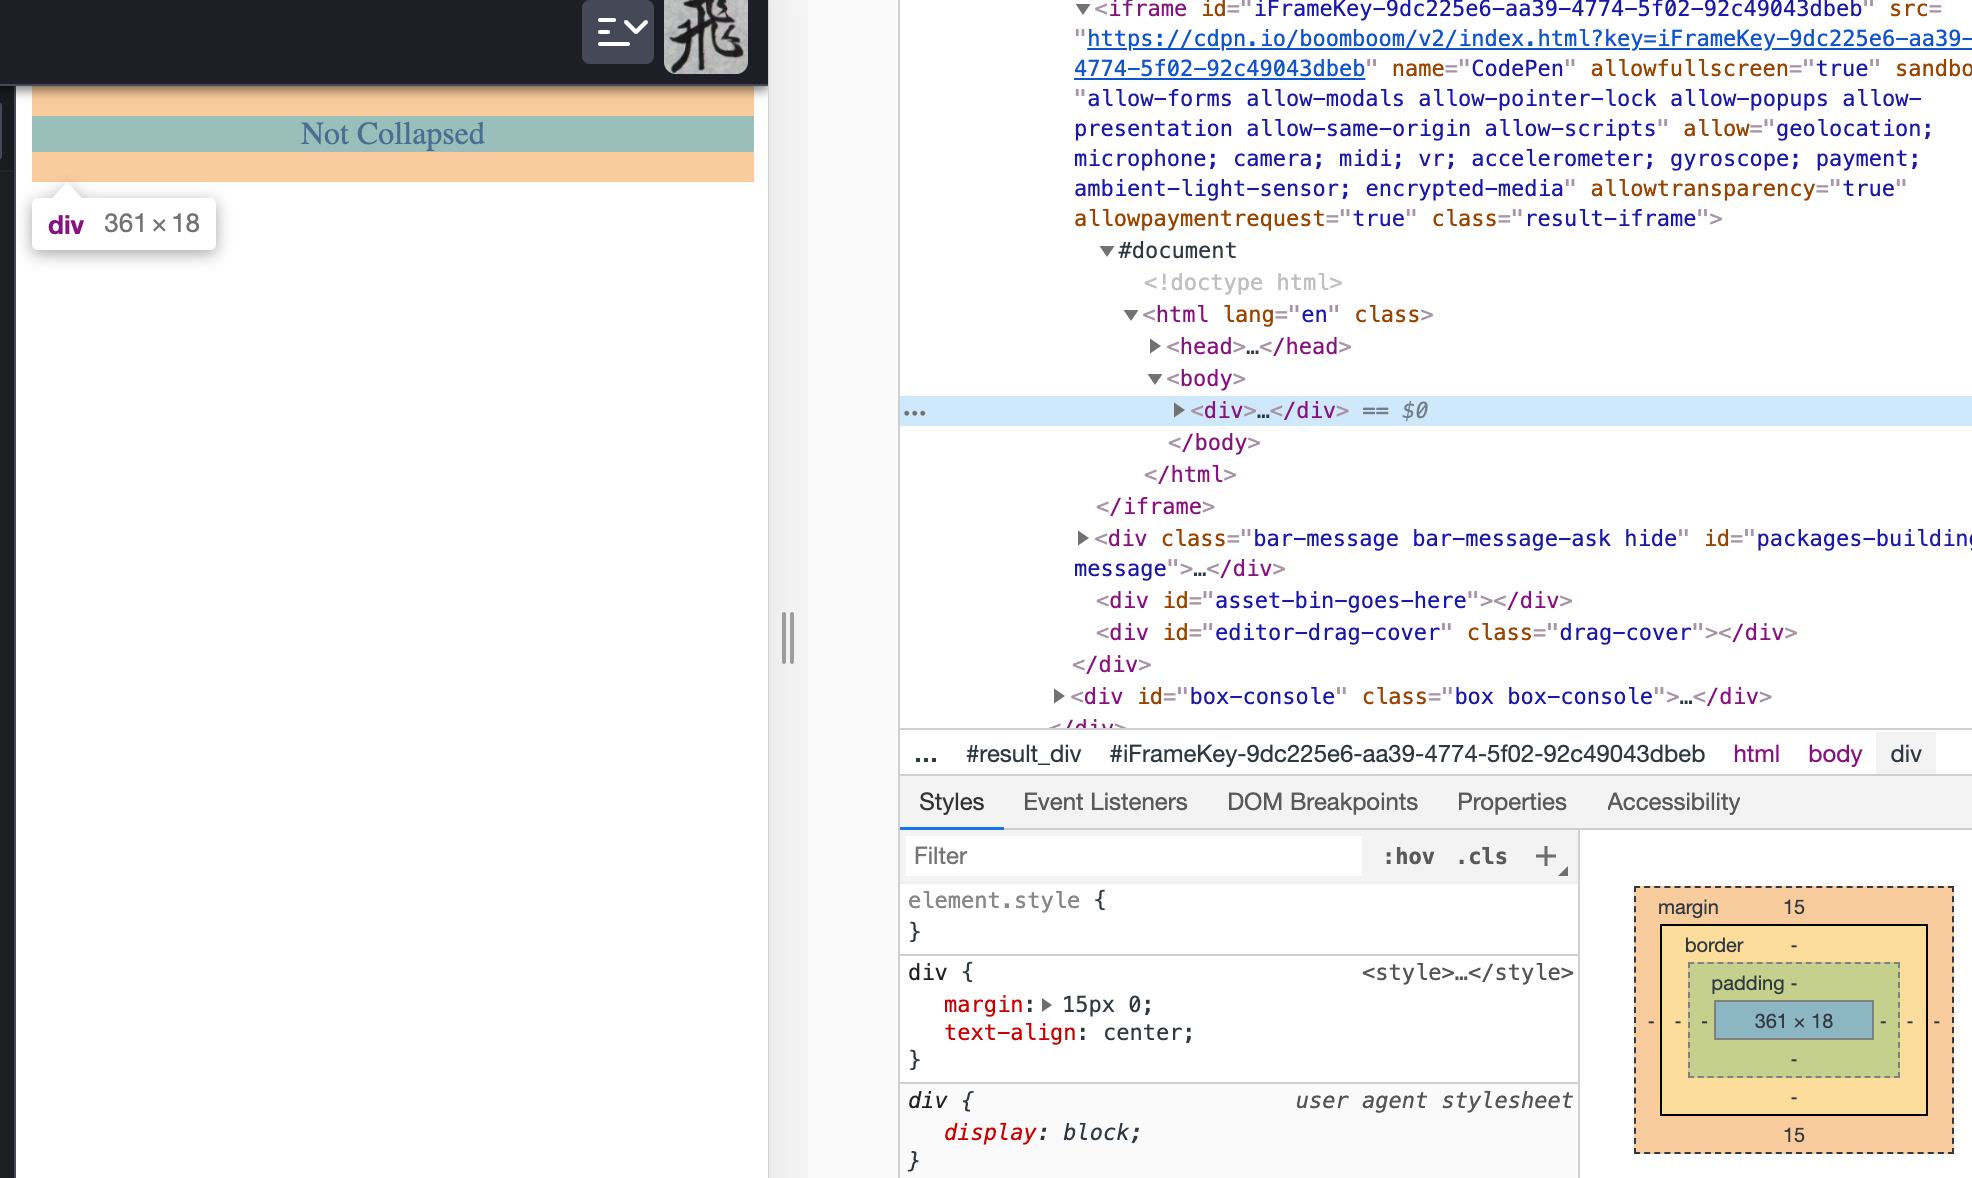 飛
Not Collapsed
div 361 × 18
<iframe id="iFrameKey-9dc225e6-aa39-4774-5f02-92c49043dbeb" src=
"https://cdpn.io/boomboom/v2/index.html?key=iFrameKey-9dc225e6-aa39-
4774-5f02-92c49043dbeb" name="CodePen" allowfullscreen="true" sandbo
"allow-forms allow-modals allow-pointer-lock allow-popups allow-
presentation allow-same-origin allow-scripts" allow="geolocation;
microphone; camera; midi; vr; accelerometer; gyroscope; payment;
ambient-light-sensor; encrypted-media" allowtransparency="true"
allowpaymentrequest="true" class="result-iframe">
#document
<!doctype html>
<html lang="en" class>
<head>…</head>
<body>
… <div>…</div> == $0
</body>
</html>
</iframe>
<div class="bar-message bar-message-ask hide" id="packages-building
message">…</div>
<div id="asset-bin-goes-here"></div>
<div id="editor-drag-cover" class="drag-cover"></div>
</div>
<div id="box-console" class="box box-console">…</div>
</div>
... #result_div #iFrameKey-9dc225e6-aa39-4774-5f02-92c49043dbeb html body div
Styles Event Listeners DOM Breakpoints Properties Accessibility
Filter :hov .cls +
element.style {
}
div { <style>…</style>
margin: 15px 0;
text-align: center;
}
div { user agent stylesheet
display: block;
}
margin 15
border -
padding -
- - - 361 × 18 - - -
-
-
15